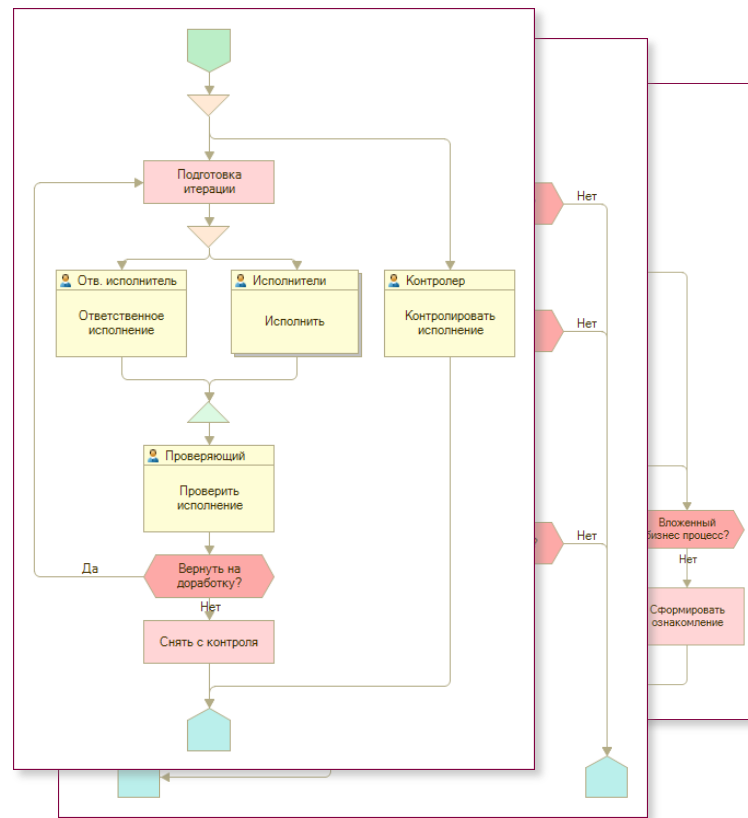 Подготовка
итерации
Отв. исполнитель
Ответственное
исполнение
Исполнители
Исполнить
Контролер
Контролировать
исполнение
Проверяющий
Проверить
исполнение
Да
Вернуть на
доработку?
Нет
Снять с контроля
Нет
Нет
?
Нет
Вложенный
бизнес процесс?
Нет
Сформировать
ознакомление